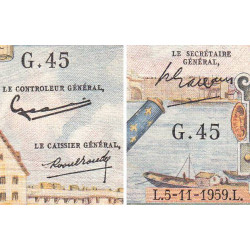 G.45
LE CONTROLEUR GÉNÉRAL,
LE CAISSIER GÉNÉRAL,
LE SECRÉTAIRE
GÉNÉRAL,
G.45
L.5-11-1959.L.